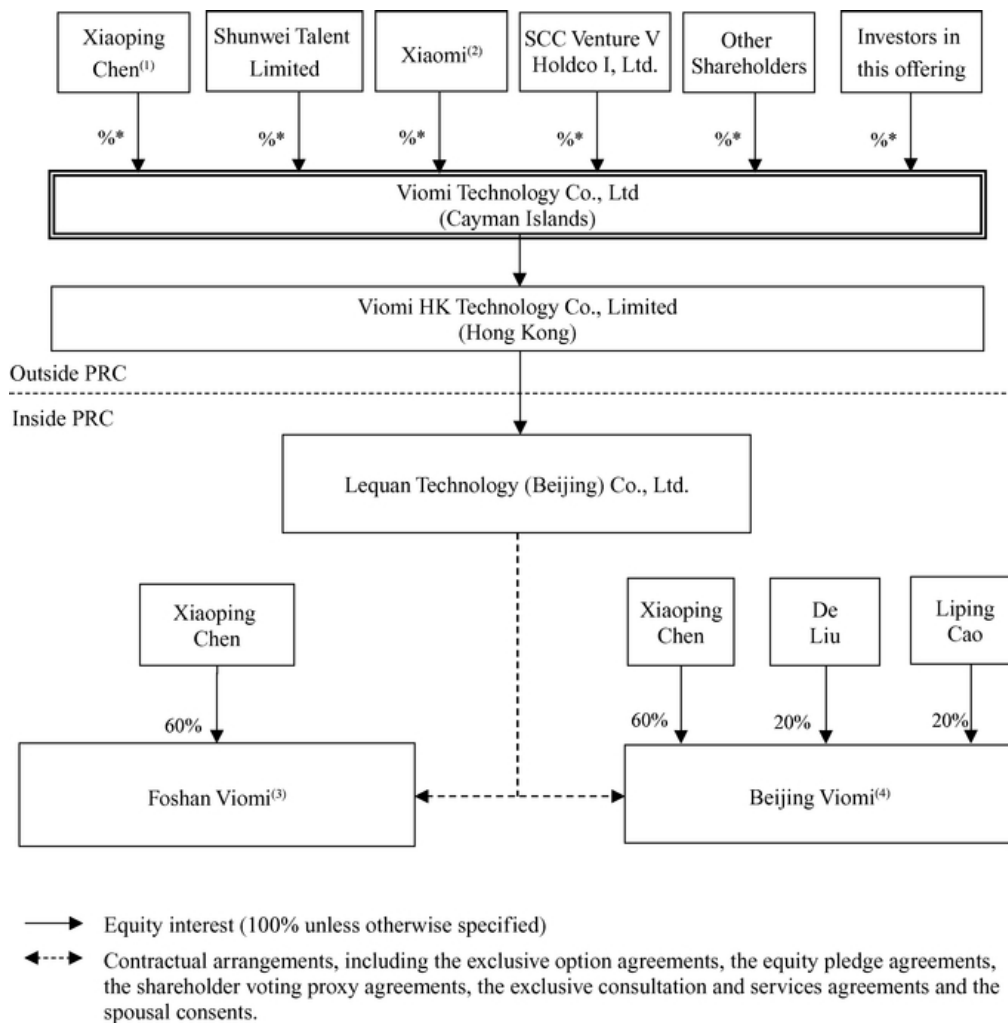 Xiaoping
Chen(1)
Shunwei Talent
Limited
Xiaomi(2)
SCC Venture V
Holdco I, Ltd.
Other
Shareholders
Investors in
this offering
%*
%*
%*
%*
%*
%*
Viomi Technology Co., Ltd
(Cayman Islands)
Viomi HK Technology Co., Limited
(Hong Kong)
Outside PRC
Inside PRC
Lequan Technology (Beijing) Co., Ltd.
Xiaoping
Chen
Xiaoping
Chen
De
Liu
Liping
Cao
60%
60%
20%
20%
Foshan Viomi(3)
Beijing Viomi(4)
Equity interest (100% unless otherwise specified)
Contractual arrangements, including the exclusive option agreements, the equity pledge agreements,
the shareholder voting proxy agreements, the exclusive consultation and services agreements and the
spousal consents.